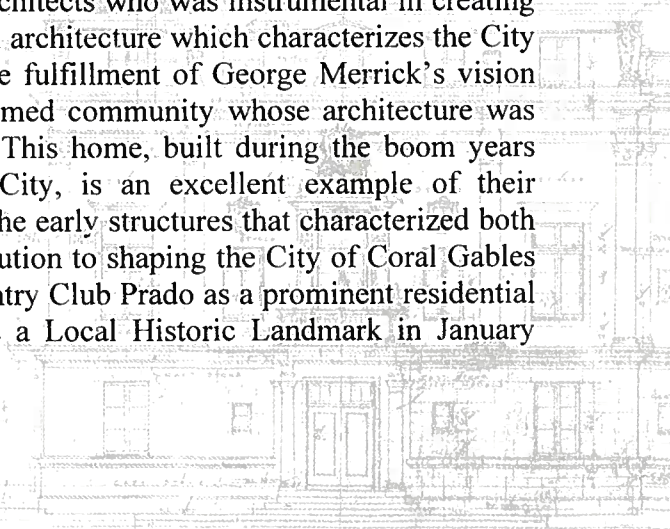 chitects who was instrumental in creating
architecture which characterizes the City
e fulfillment of George Merrick's vision
med community whose architecture was
This home, built during the boom years
City, is an excellent example of their
he early structures that characterized both
ution to shaping the City of Coral Gables
ntry Club Prado as a prominent residential
a Local Historic Landmark in January